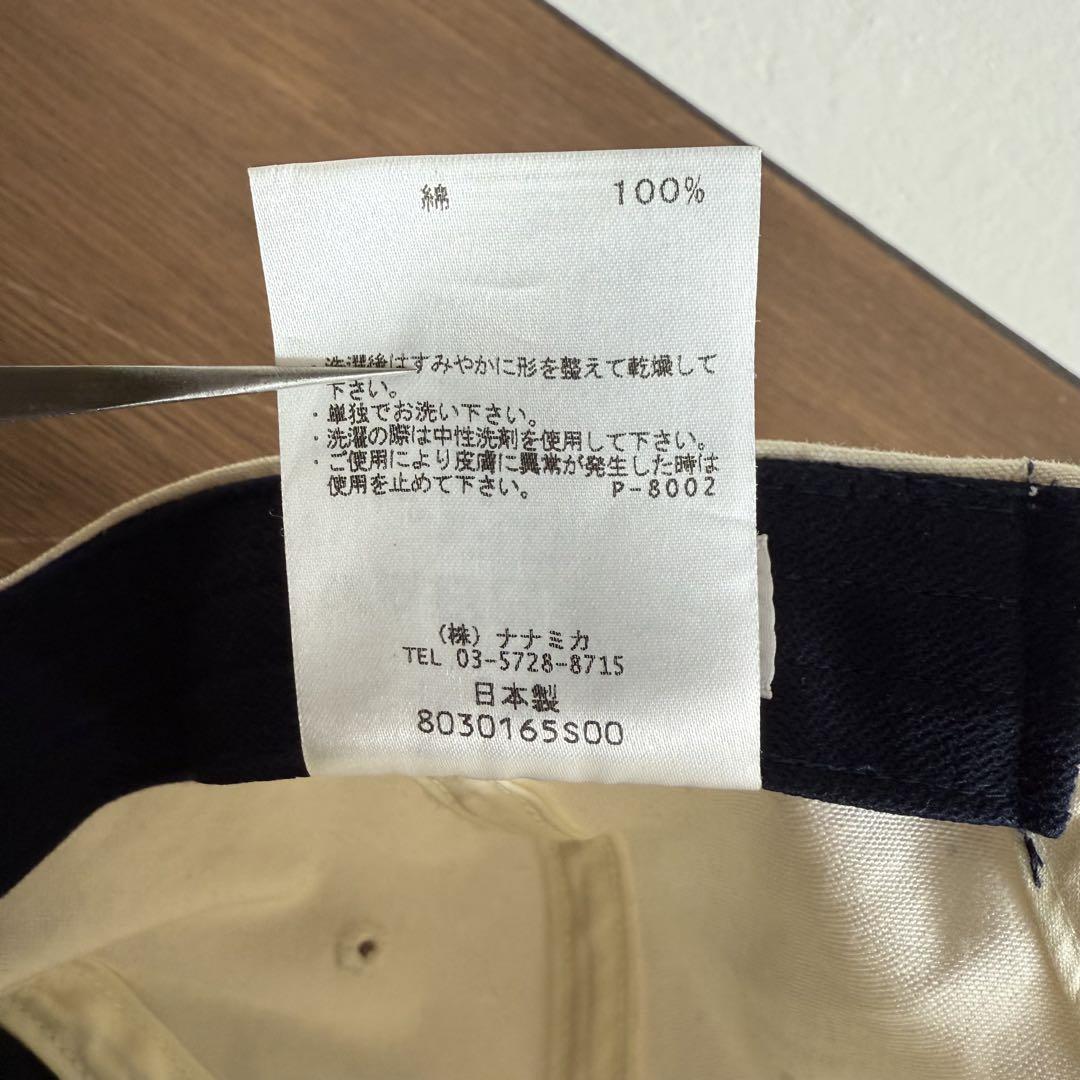 綿 100%
・洗濯後はすみやかに形を整えて乾燥して
下さい。
・単独でお洗い下さい。
・洗濯の際は中性洗剤を使用して下さい。
・ご使用により皮膚に異常が発生した時は
使用を止めて下さい。 P-8002
(株) ナナミカ
TEL 03-5728-8715
日本製
8030165S00